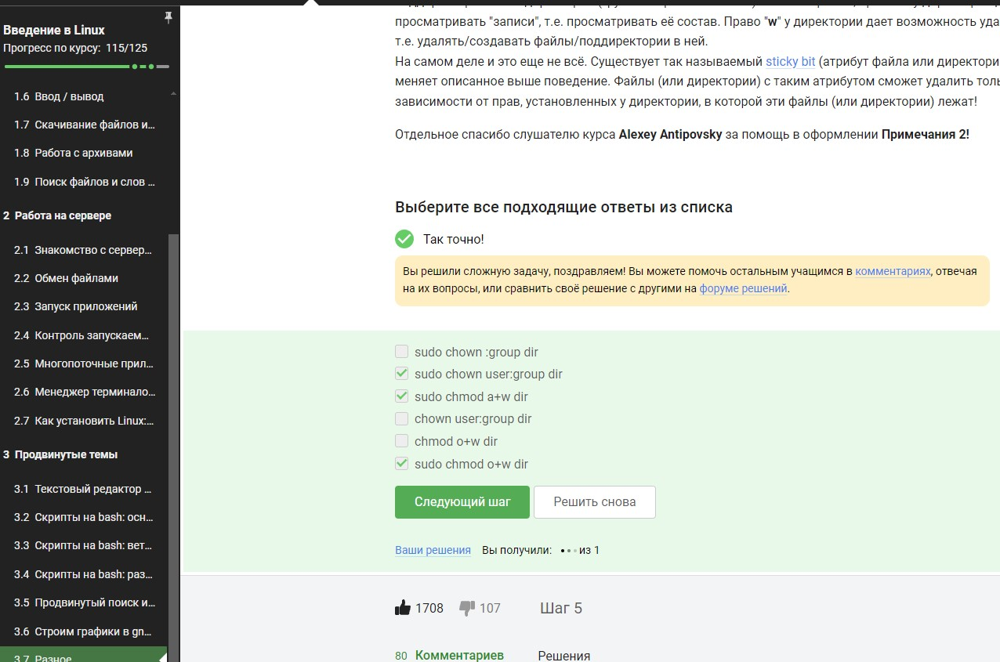 Введение в Linux
Прогресс по курсу: 115/125
1.6 Ввод / вывод
1.7 Скачивание файлов и...
1.8 Работа с архивами
1.9 Поиск файлов и слов ...
2 Работа на сервере
2.1 Знакомство с сервер...
2.2 Обмен файлами
2.3 Запуск приложений
2.4 Контроль запускаем...
2.5 Многопоточные прил...
2.6 Менеджер терминало...
2.7 Как установить Linux:...
3 Продвинутые темы
3.1 Текстовый редактор ...
3.2 Скрипты на bash: осн...
3.3 Скрипты на bash: вет...
3.4 Скрипты на bash: раз...
3.5 Продвинутый поиск и...
3.6 Строим графики в gn...
3.7 Разное
просматривать "записи", т.е. просматривать её состав. Право "w" у директории дает возможность уда
т.е. удалять/создавать файлы/поддиректории в ней.
На самом деле и это еще не всё. Существует так называемый sticky bit (атрибут файла или директори
меняет описанное выше поведение. Файлы (или директории) с таким атрибутом сможет удалить толь
зависимости от прав, установленных у директории, в которой эти файлы (или директории) лежат!
Отдельное спасибо слушателю курса Alexey Antipovsky за помощь в оформлении Примечания 2!
Выберите все подходящие ответы из списка
Так точно!
Вы решили сложную задачу, поздравляем! Вы можете помочь остальным учащимся в комментариях, отвечая
на их вопросы, или сравнить своё решение с другими на форуме решений.
sudo chown :group dir
sudo chown user:group dir
sudo chmod a+w dir
chown user:group dir
chmod o+w dir
sudo chmod o+w dir
Следующий шаг
Решить снова
Ваши решения Вы получили: из 1
1708 107 Шаг 5
80 Комментариев Решения